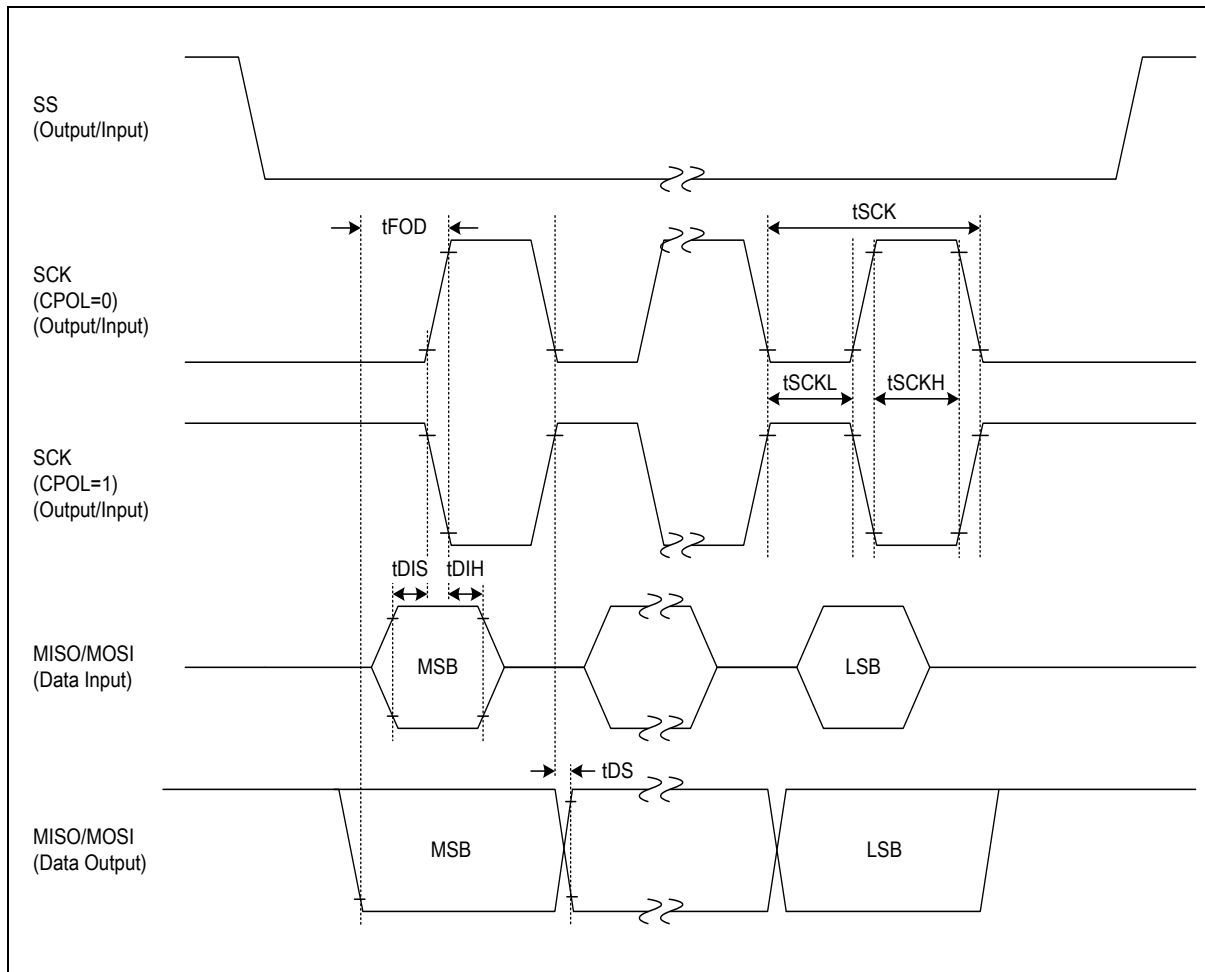 SS
(Output/Input)
tFOD
tSCK
SCK
(CPOL=0)
(Output/Input)
tSCKL
tSCKH
SCK
(CPOL=1)
(Output/Input)
tDIS
tDIH
MISO/MOSI
(Data Input)
MSB
LSB
tDS
MISO/MOSI
(Data Output)
MSB
LSB